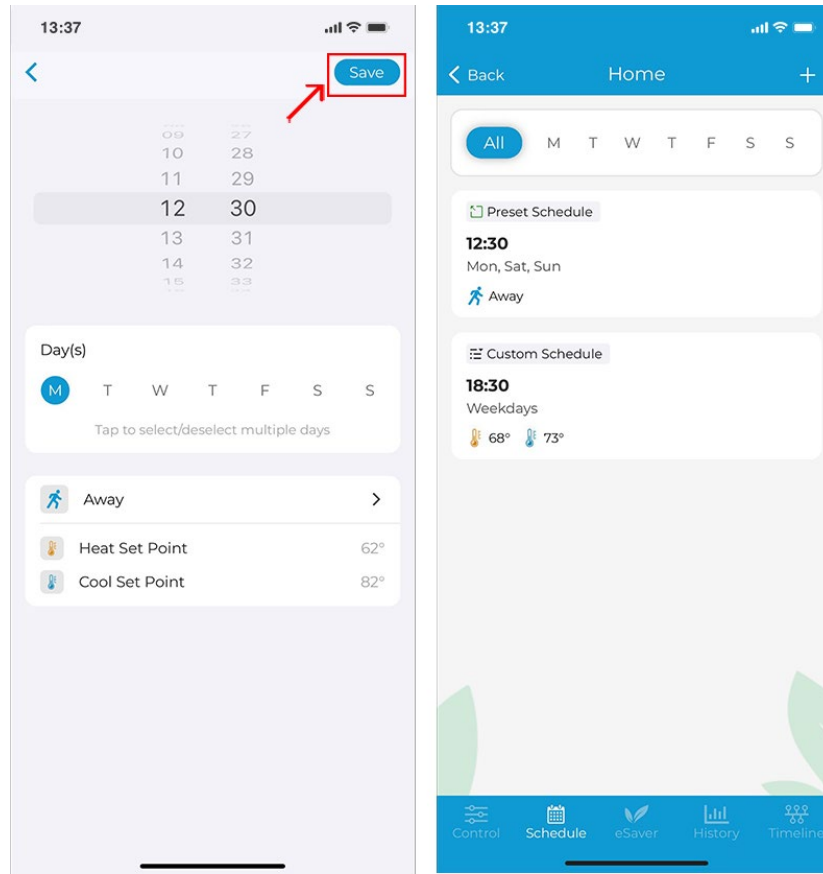 13:37
Save
09 27
10 28
11 29
12 30
13 31
14 32
15 33
Day(s)
M T W T F S S
Tap to select/deselect multiple days
Away
Heat Set Point 62°
Cool Set Point 82°
13:37
Back Home +
All M T W T F S S
Preset Schedule
12:30
Mon, Sat, Sun
Away
Custom Schedule
18:30
Weekdays
68° 73°
Control Schedule eSaver History Timeline